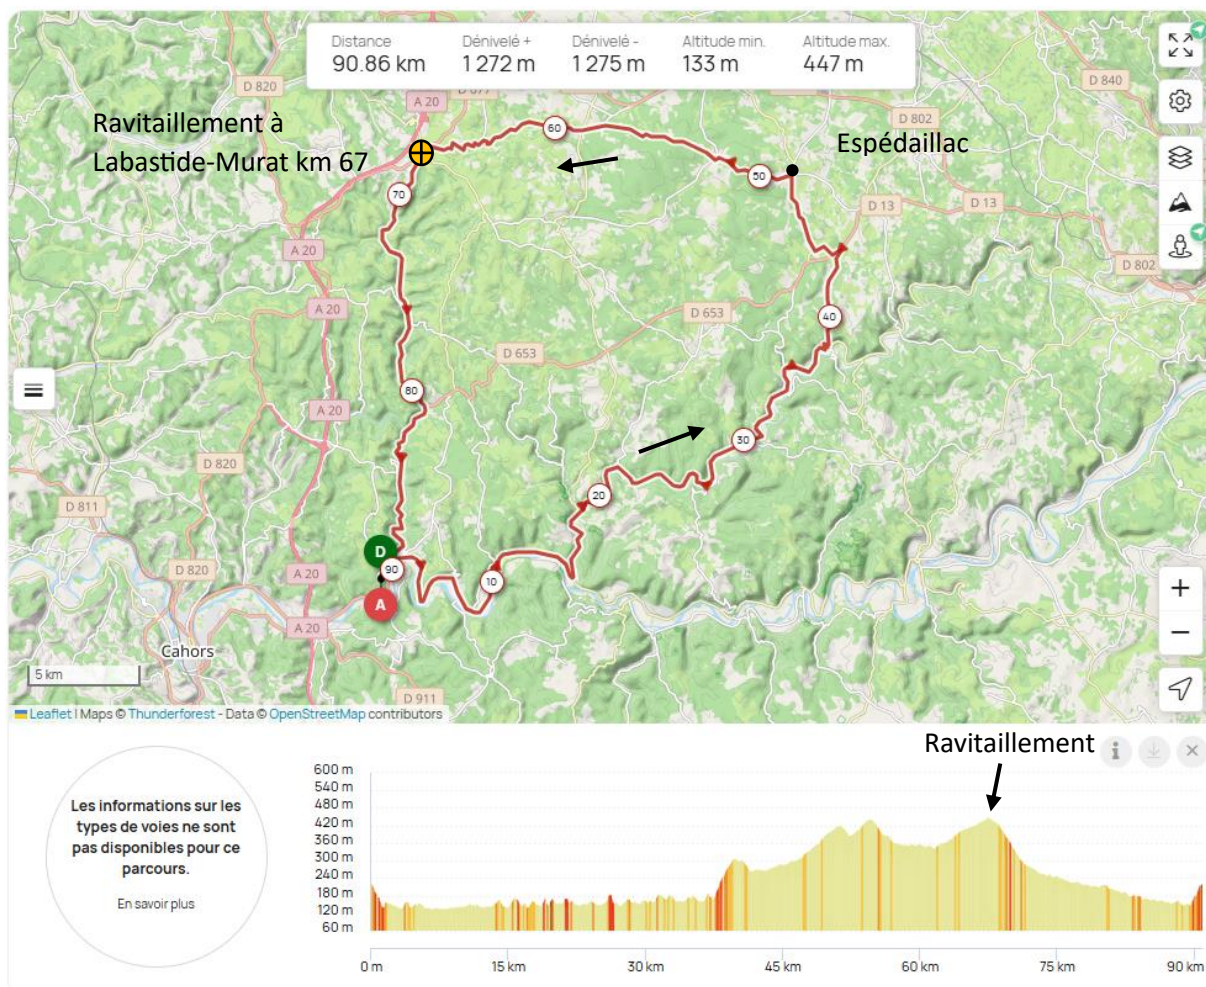 Distance
90.86 km
Dénivelé +
1 272 m
Dénivelé -
1 275 m
Altitude min.
133 m
Altitude max.
447 m
D 820
A 20
D 840
D 802
Ravitaillement à
Labastide-Murat km 67
Espédaillac
60
50
70
D 13
D 13
A 20
D 802
A 20
D 653
40
D 653
80
A 20
30
D 820
20
D 811
D
90
10
D 820
A 20
A
A 20
Cahors
5 km
D 911
Leaflet | Maps © Thunderforest - Data © OpenStreetMap contributors
Les informations sur les
types de voies ne sont
pas disponibles pour ce
parcours.
En savoir plus
Ravitaillement
600 m
540 m
480 m
420 m
360 m
300 m
240 m
180 m
120 m
60 m
0 m
15 km
30 km
45 km
60 km
75 km
90 km